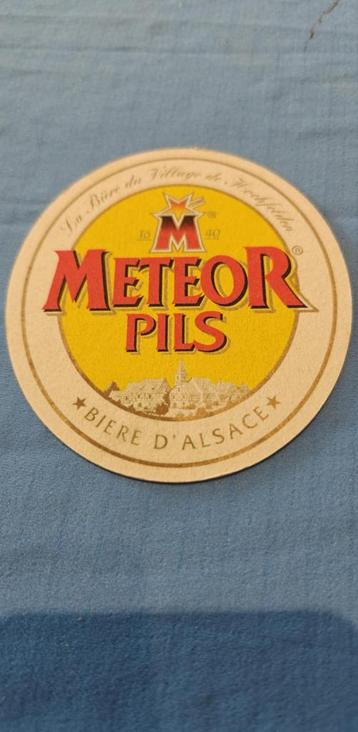 La Bière du Village de Hochfelden
M
16 40
METEOR®
PILS
★ BIERE D'ALSACE ★